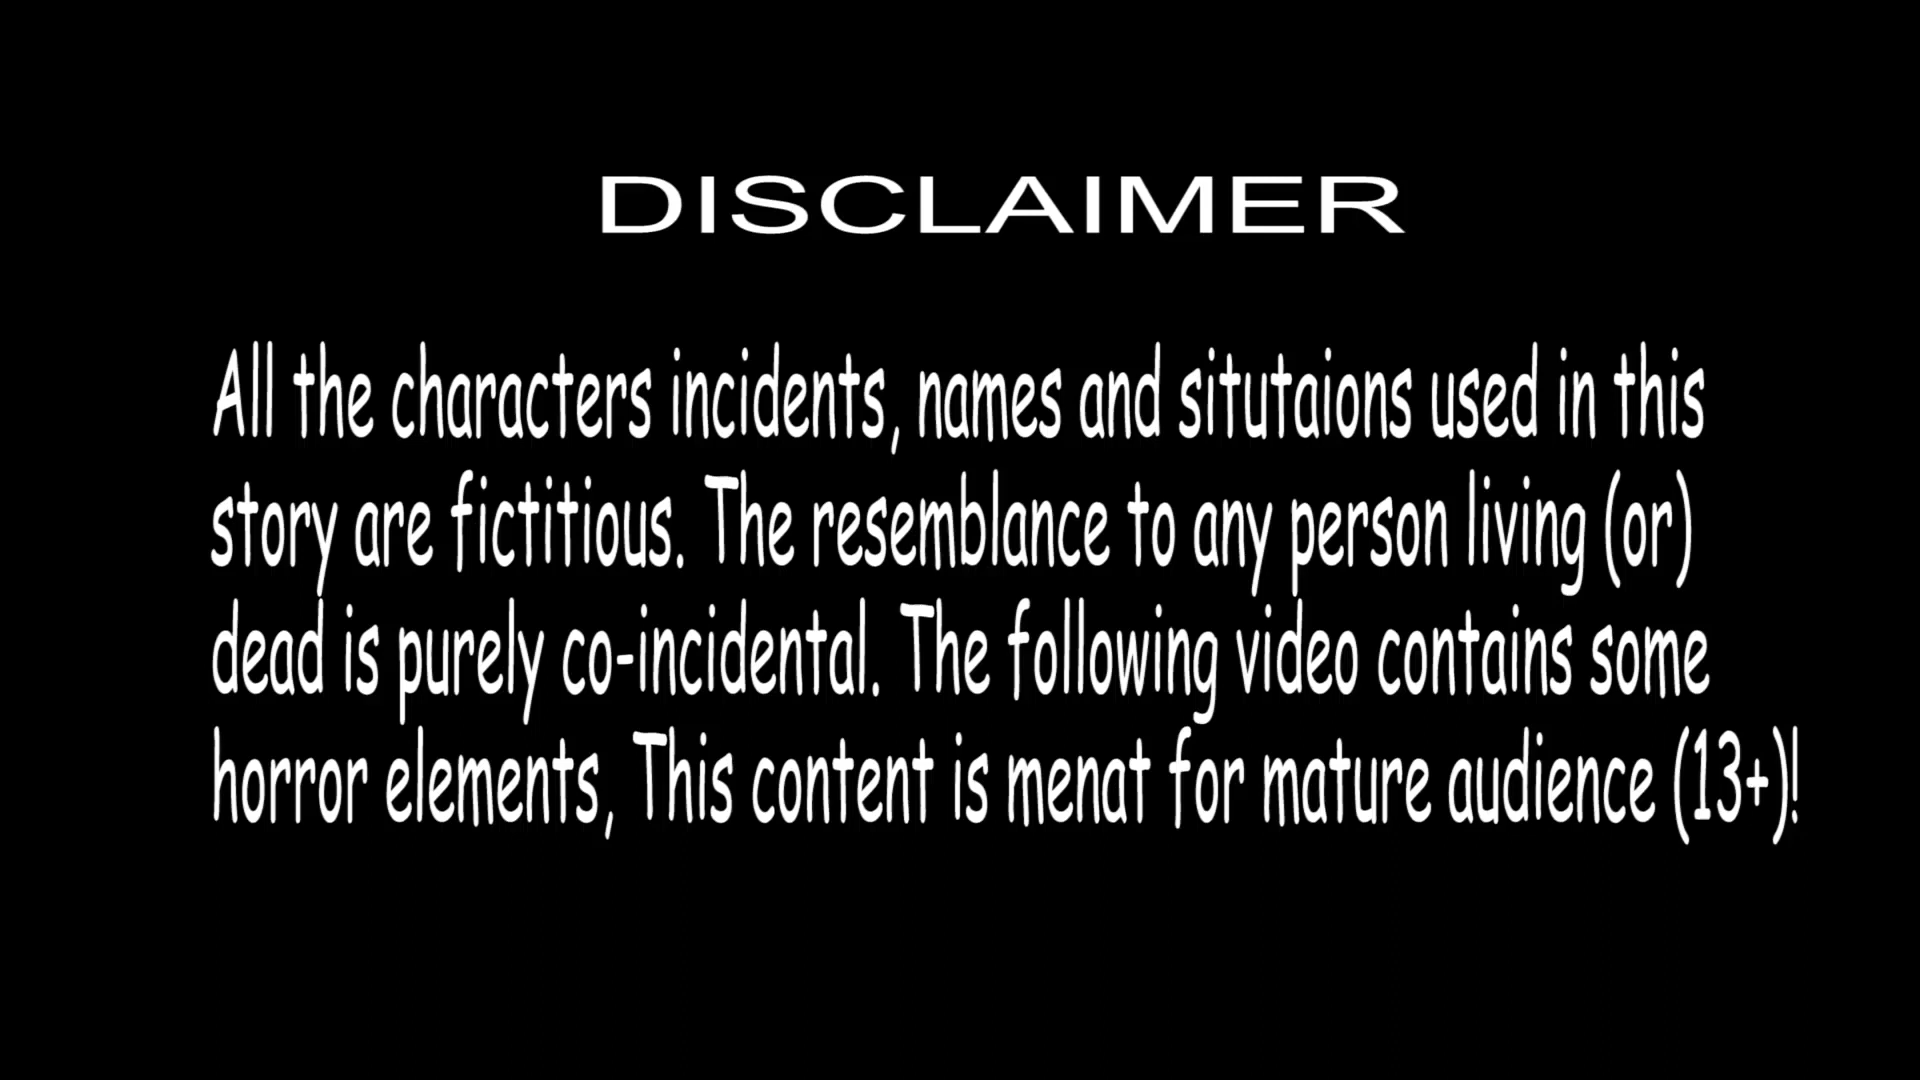 DISCLAIMER
All the characters incidents, names and situtaions used in this
story are fictitious. The resemblance to any person living (or)
dead is purely co-incidental. The following video contains some
horror elements, This content is menat for mature audience (13+)!